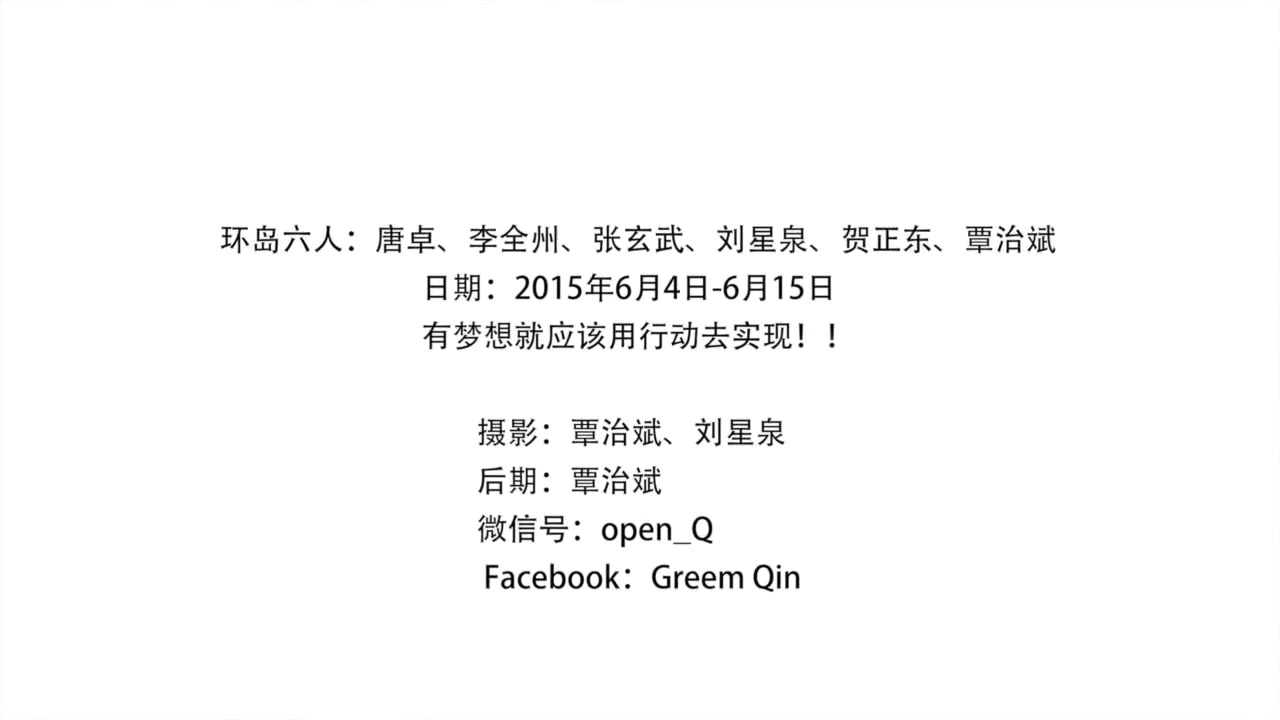 环岛六人：唐卓、李全州、张玄武、刘星泉、贺正东、覃治斌
日期：2015年6月4日-6月15日
有梦想就应该用行动去实现！！
摄影：覃治斌、刘星泉
后期：覃治斌
微信号：open_Q
Facebook：Greem Qin